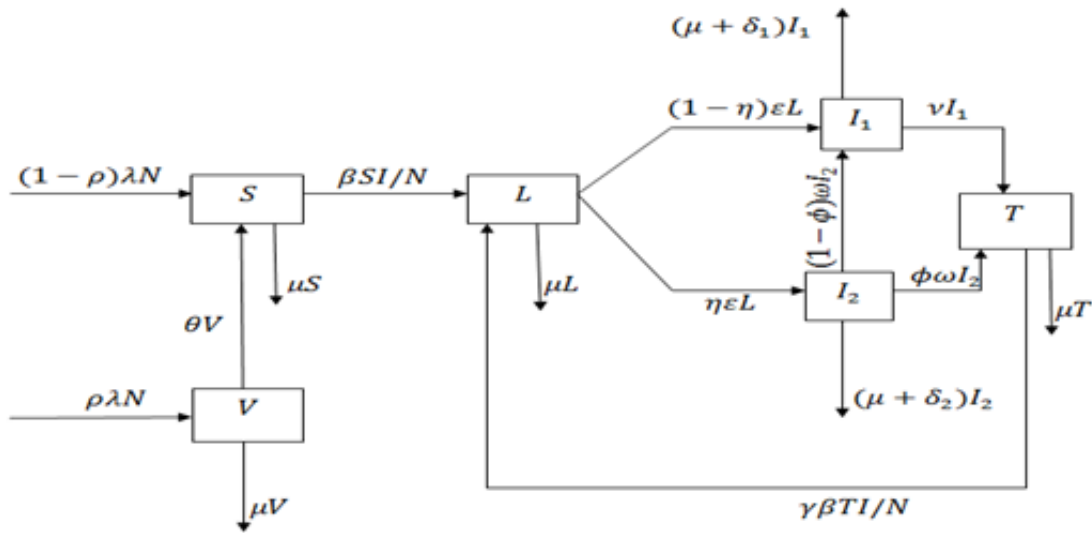 (μ + δ₁)I₁
(1 − η)εL
I₁
νI₁
(1 − ρ)λN
S
βSI/N
L
(1 − ϕ)ωI₂
T
μS
μL
I₂
ϕωI₂
μT
ηεL
θV
ρλN
V
(μ + δ₂)I₂
μV
γβTI/N